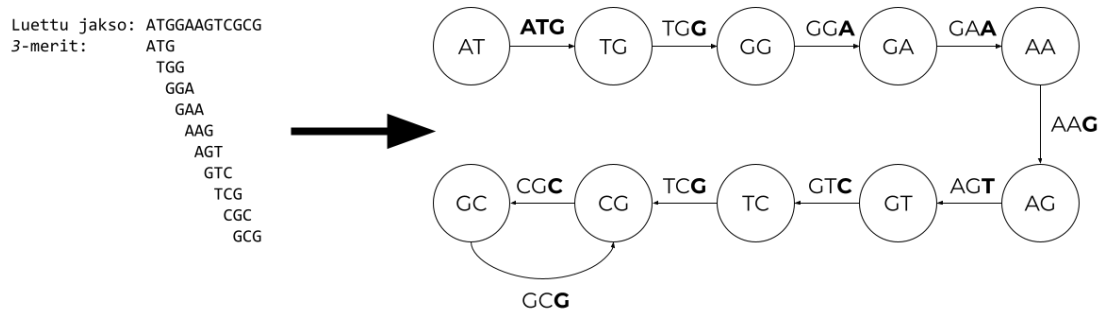 Luettu jakso: ATGGAAGTCGCG
3-merit: ATG
TGG
GGA
GAA
AAG
AGT
GTC
TCG
CGC
GCG
AT ATG TG TGG GG GGA GA GAA AA
AAG
GC CGC CG TCG TC GTC GT AGT AG
GCG